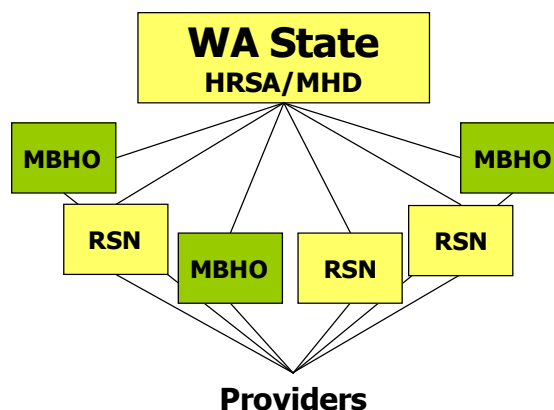 WA State
HRSA/MHD
MBHO
MBHO
RSN
RSN
MBHO
RSN
Providers